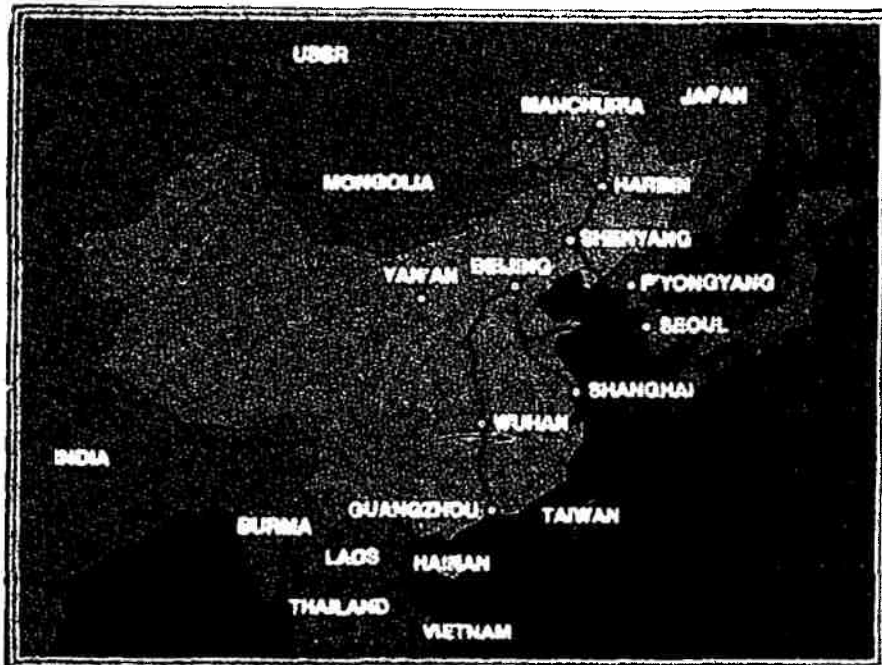 USSR
MANCHURIA
JAPAN
MONGOLIA
HARBIN
SHENYANG
YAN'AN
BEIJING
P'YONGYANG
SEOUL
SHANGHAI
WUHAN
INDIA
GUANGZHOU
TAIWAN
BURMA
LAOS
HAINAN
THAILAND
VIETNAM